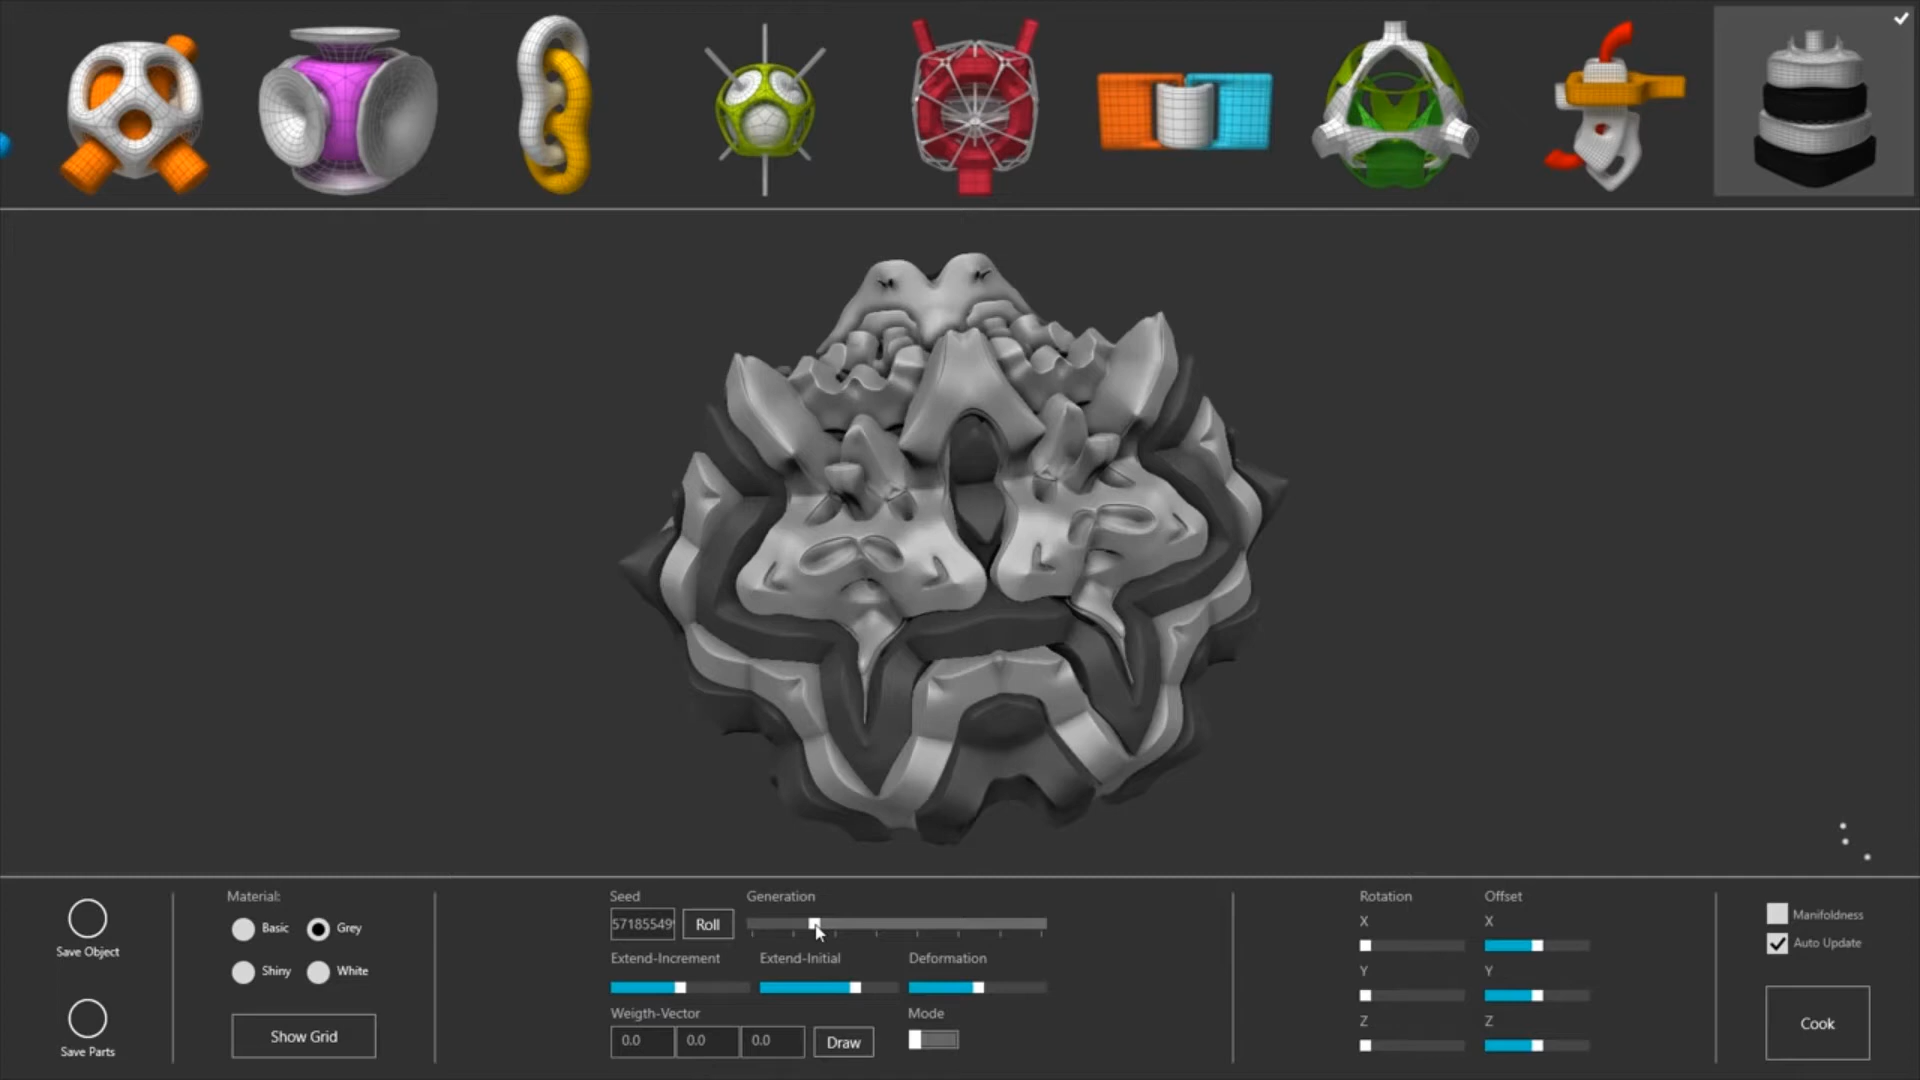 Save Object
Save Parts
Material:
Basic
Grey
Shiny
White
Show Grid
Seed
Generation
57185549
Roll
Extend-Increment
Extend-Initial
Deformation
Weigth-Vector
Mode
0.0
0.0
0.0
Draw
Rotation
Offset
X
X
Y
Y
Z
Z
Manifoldness
Auto Update
Cook